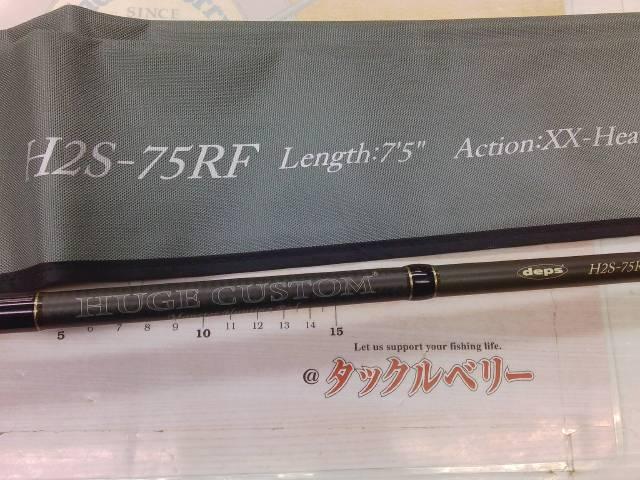 SINCE
H2S-75RF Length:7'5" Action:XX-Hea
HUGE CUSTOM
deps H2S-75R
5 6 7 8 9 10 11 12 13 14 15
Let us support your fishing life.
@タックルベリー